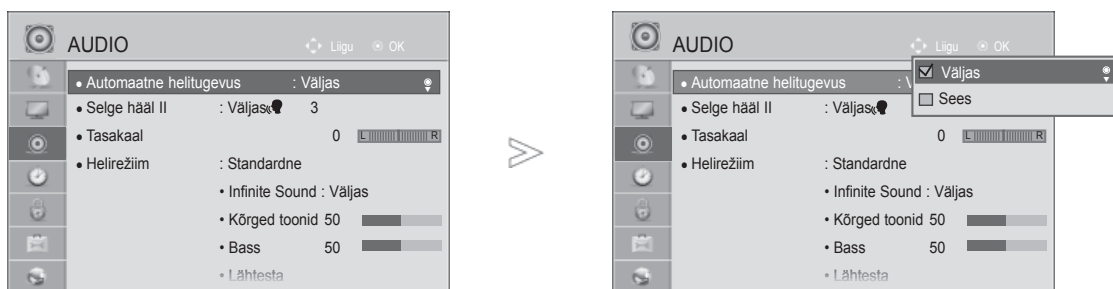 AUDIO
Liigu OK
• Automaatne helitugevus : Väljas
• Selge hääl II : Väljas 3
• Tasakaal 0 L R
• Helirežiim : Standardne
• Infinite Sound : Väljas
• Kõrged toonid 50
• Bass 50
• Lähtesta
AUDIO
Liigu OK
• Automaatne helitugevus : V
Väljas
Sees
• Selge hääl II : Väljas 3
• Tasakaal 0 L R
• Helirežiim : Standardne
• Infinite Sound : Väljas
• Kõrged toonid 50
• Bass 50
• Lähtesta